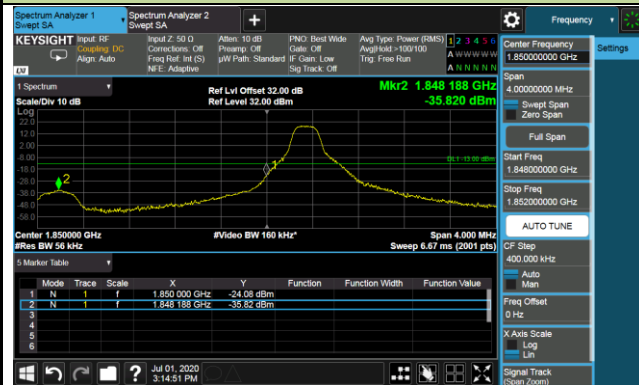 Spectrum Analyzer 1
Swept SA
Spectrum Analyzer 2
Swept SA
+
Frequency
KEYSIGHT
Input: RF
Coupling: DC
Align: Auto
Input Z: 50 Ω
Corrections: Off
Freq Ref: Int (S)
NFE: Adaptive
Atten: 10 dB
Preamp: Off
µW Path: Standard
PNO: Best Wide
Gate: Off
IF Gain: Low
Sig Track: Off
Avg Type: Power (RMS)
Avg|Hold:>100/100
Trig: Free Run
1 2 3 4 5 6
A W W W W W
A N N N N N
LXI
Center Frequency
1.850000000 GHz
Settings
Span
4.00000000 MHz
Swept Span
Zero Span
Full Span
Start Freq
1.848000000 GHz
Stop Freq
1.852000000 GHz
AUTO TUNE
CF Step
400.000 kHz
Auto
Man
Freq Offset
0 Hz
X Axis Scale
Log
Lin
Signal Track
(Span Zoom)
1 Spectrum
Scale/Div 10 dB
Ref Lvl Offset 32.00 dB
Ref Level 32.00 dBm
Mkr2 1.848 188 GHz
-35.820 dBm
Log
22.0
12.0
2.00
-8.00
-18.0
-28.0
-38.0
-48.0
-58.0
DL1 -13.00 dBm
1
2
Center 1.850000 GHz
#Res BW 56 kHz
#Video BW 160 kHz*
Span 4.000 MHz
Sweep 6.67 ms (2001 pts)
5 Marker Table
Mode Trace Scale X Y Function Function Width Function Value
1 N 1 f 1.850 000 GHz -24.08 dBm
2 N 1 f 1.848 188 GHz -35.82 dBm
3
4
5
6
?
Jul 01, 2020
3:14:51 PM